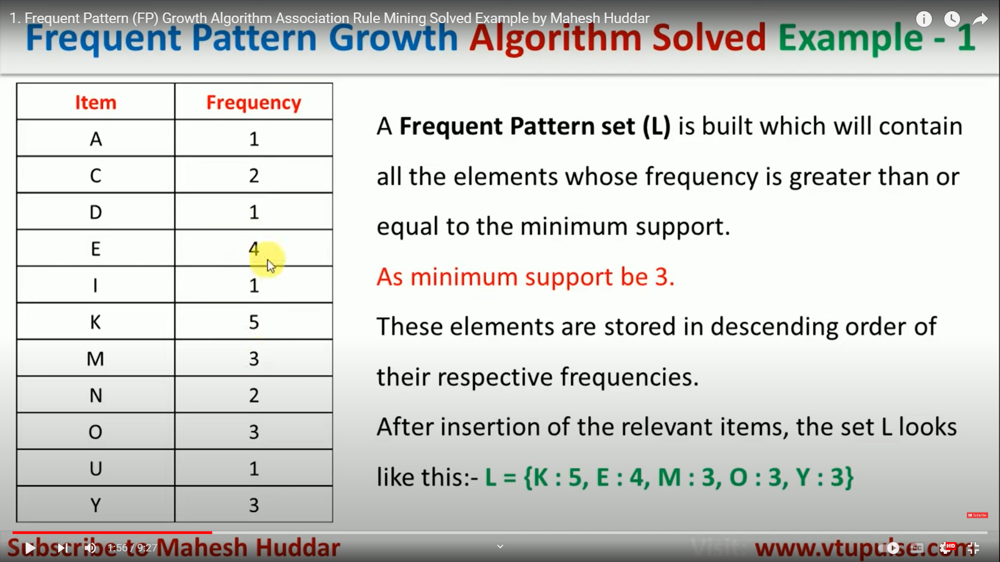 1. Frequent Pattern (FP) Growth Algorithm Association Rule Mining Solved Example by Mahesh Huddar
Frequent Pattern Growth Algorithm Solved Example - 1
Item Frequency
A 1
C 2
D 1
E 4
I 1
K 5
M 3
N 2
O 3
U 1
Y 3
A Frequent Pattern set (L) is built which will contain
all the elements whose frequency is greater than or
equal to the minimum support.
As minimum support be 3.
These elements are stored in descending order of
their respective frequencies.
After insertion of the relevant items, the set L looks
like this:- L = {K : 5, E : 4, M : 3, O : 3, Y : 3}
Subscribe
Subscribe to Mahesh Huddar
Visit: www.vtupulse.com
1:56 / 9:27
CC
HD